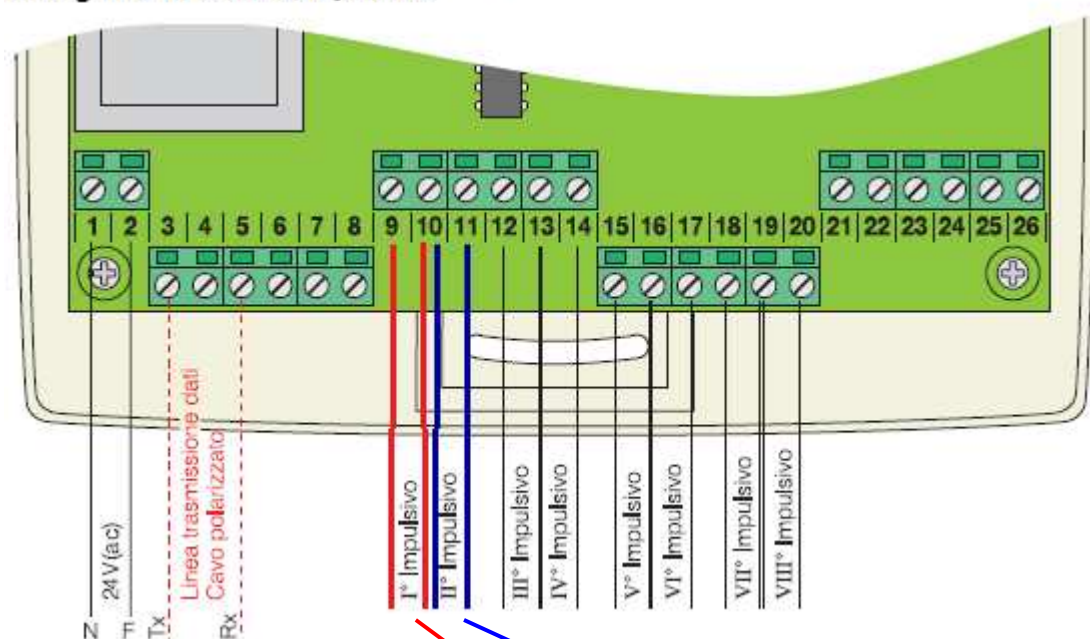 1 2 3 4 5 6 7 8 9 10 11 12 13 14 15 16 17 18 19 20 21 22 23 24 25 26
N
24V(ac)
F
Tx
Linea trasmissione dati
Cavo polarizzato
Rx
I° Impulsivo
II° Impulsivo
III° Impulsivo
IV° Impulsivo
V° Impulsivo
VI° Impulsivo
VII° Impulsivo
VIII° Impulsivo